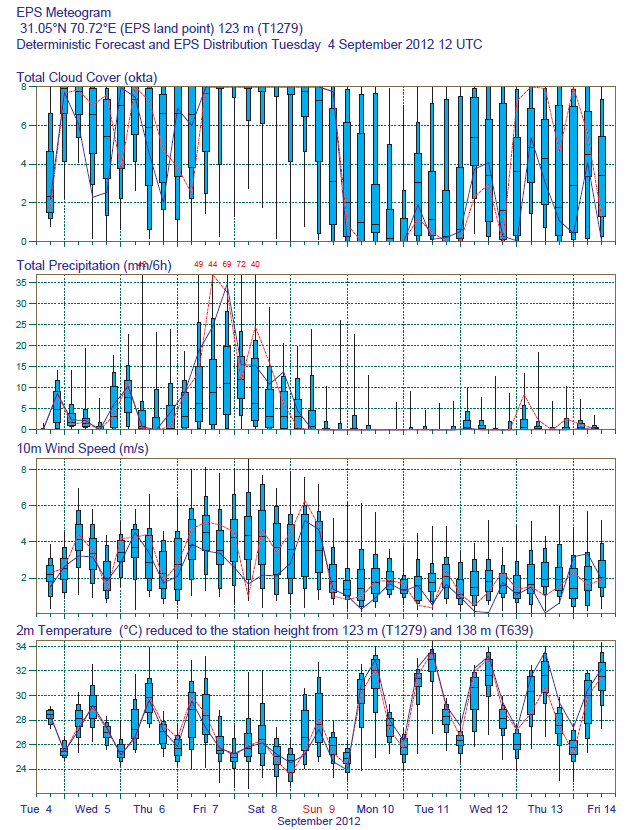 EPS Meteogram
31.05°N 70.72°E (EPS land point) 123 m (T1279)
Deterministic Forecast and EPS Distribution Tuesday 4 September 2012 12 UTC
Total Cloud Cover (okta)
8
6
4
2
0
Total Precipitation (mm/6h)
49 44 69 72 40
35
30
25
20
15
10
5
0
10m Wind Speed (m/s)
8
6
4
2
2m Temperature (°C) reduced to the station height from 123 m (T1279) and 138 m (T639)
34
32
30
28
26
24
Tue 4 Wed 5 Thu 6 Fri 7 Sat 8 Sun 9 Mon 10 Tue 11 Wed 12 Thu 13 Fri 14
September 2012